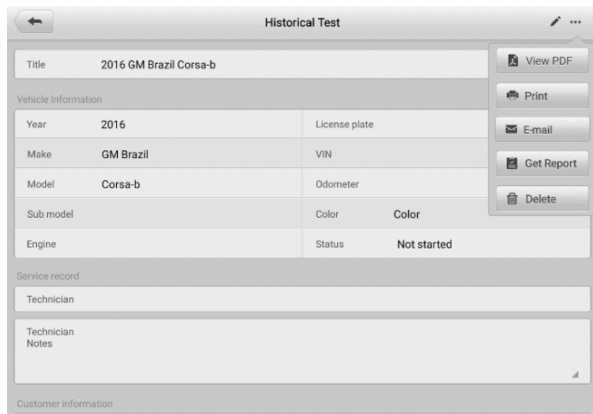 Historical Test
Title 2016 GM Brazil Corsa-b
View PDF
Print
E-mail
Get Report
Delete
Vehicle Information
Year 2016 License plate
Make GM Brazil VIN
Model Corsa-b Odometer
Sub model Color Color
Engine Status Not started
Service record
Technician
Technician
Notes
Customer information